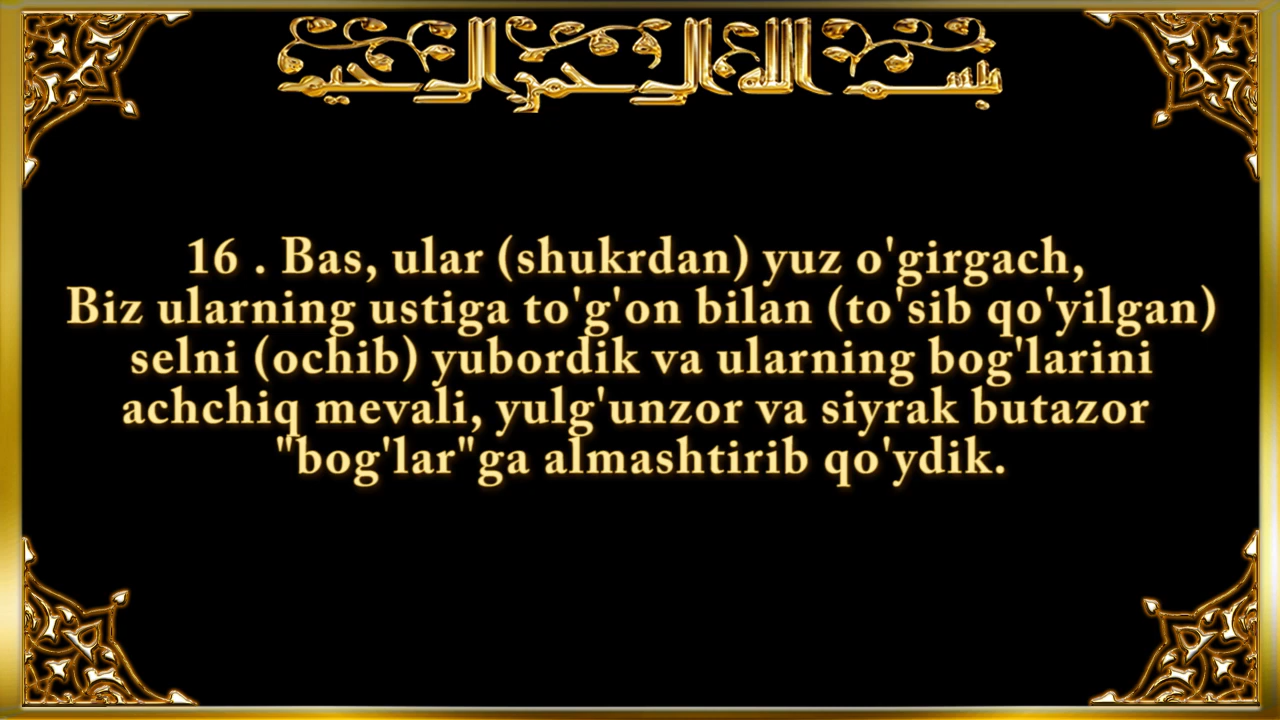 بسم الله الرحمن الرحيم
16 . Bas, ular (shukrdan) yuz o'girgach,
Biz ularning ustiga to'g'on bilan (to'sib qo'yilgan)
selni (ochib) yubordik va ularning bog'larini
achchiq mevali, yulg'unzor va siyrak butazor
"bog'lar"ga almashtirib qo'ydik.